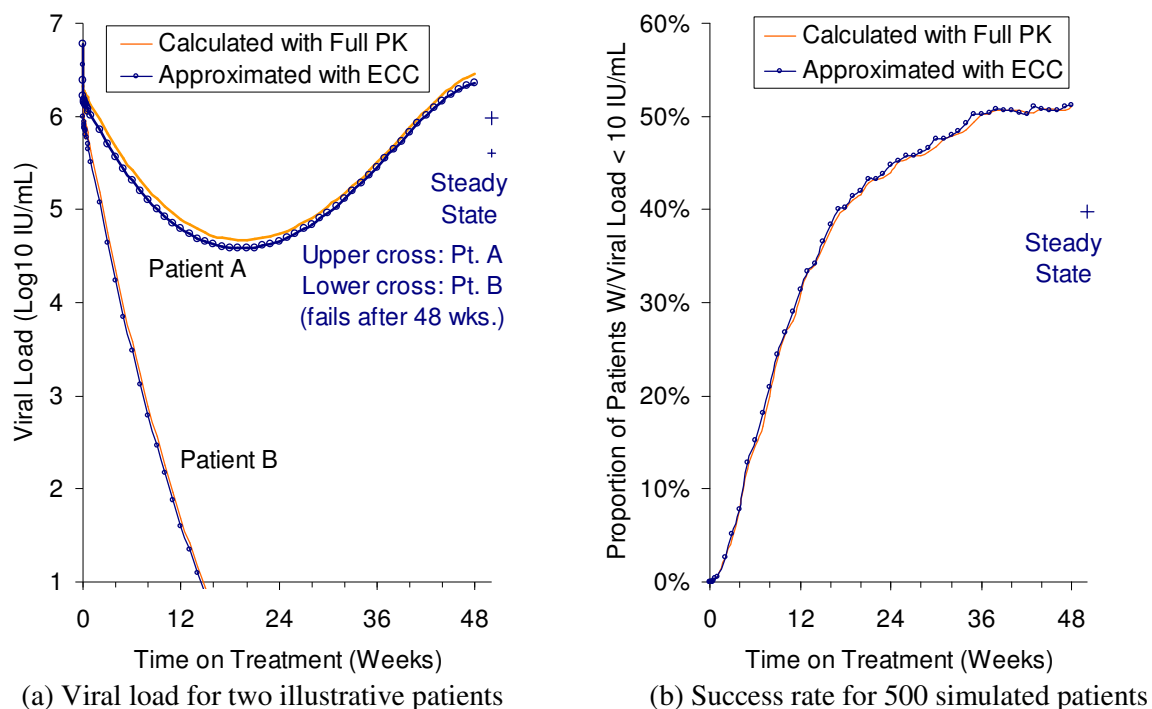 Calculated with Full PK
Approximated with ECC
Viral Load (Log10 IU/mL)
7
6
5
4
3
2
1
Patient A
Patient B
+
+
Steady
State
Upper cross: Pt. A
Lower cross: Pt. B
(fails after 48 wks.)
0 12 24 36 48
Time on Treatment (Weeks)
(a) Viral load for two illustrative patients
Calculated with Full PK
Approximated with ECC
Proportion of Patients W/Viral Load < 10 IU/mL
60%
50%
40%
30%
20%
10%
0%
+
Steady
State
0 12 24 36 48
Time on Treatment (Weeks)
(b) Success rate for 500 simulated patients